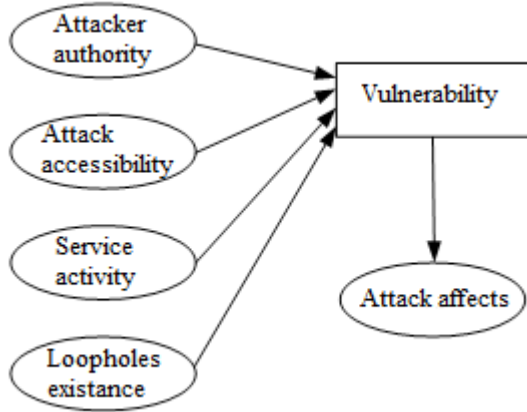 Attacker
authority
Vulnerability
Attack
accessibility
Service
activity
Attack affects
Loopholes
existance